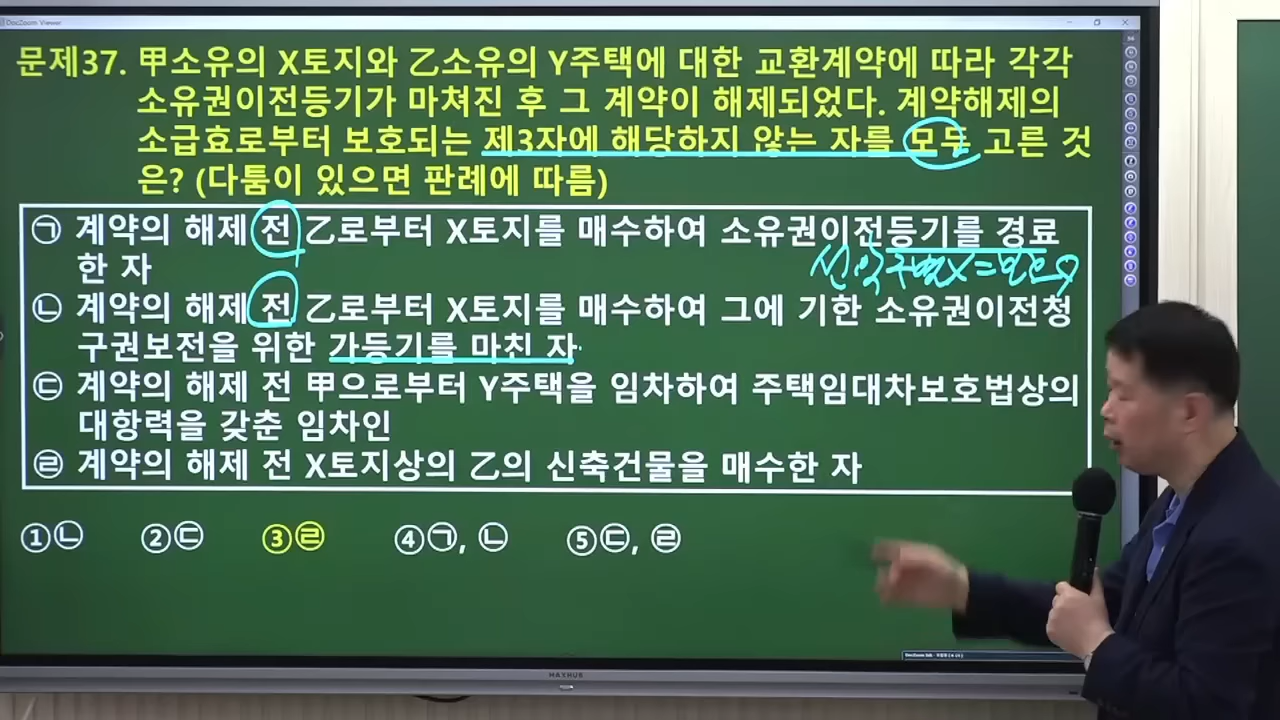 DocZoom Viewer
문제37. 甲소유의 X토지와 乙소유의 Y주택에 대한 교환계약에 따라 각각
소유권이전등기가 마쳐진 후 그 계약이 해제되었다. 계약해제의
소급효로부터 보호되는 제3자에 해당하지 않는 자를 모두 고른 것
은? (다툼이 있으면 판례에 따름)
㉠ 계약의 해제 전 乙로부터 X토지를 매수하여 소유권이전등기를 경료
한 자
㉡ 계약의 해제 전 乙로부터 X토지를 매수하여 그에 기한 소유권이전청
구권보전을 위한 가등기를 마친 자
㉢ 계약의 해제 전 甲으로부터 Y주택을 임차하여 주택임대차보호법상의
대항력을 갖춘 임차인
㉣ 계약의 해제 전 X토지상의 乙의 신축건물을 매수한 자
①㉡ ②㉢ ③㉣ ④㉠, ㉡ ⑤㉢, ㉣
MAXHUB